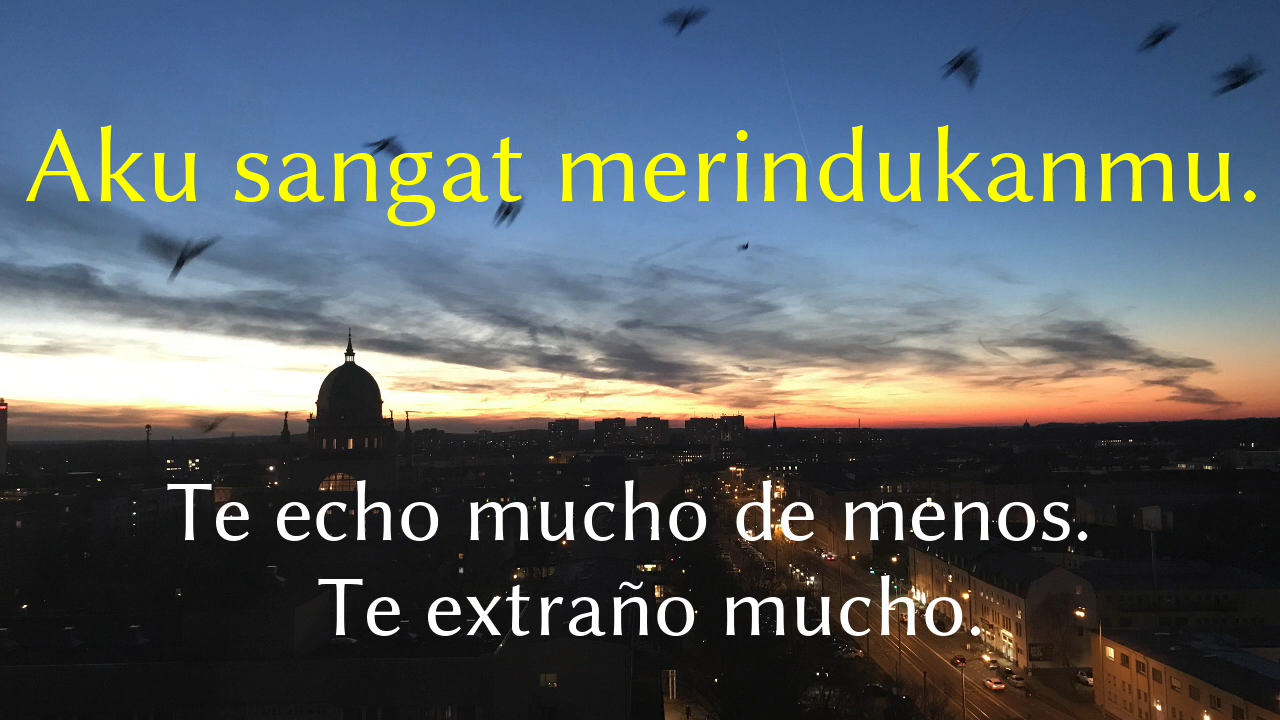 Aku sangat merindukanmu.
Te echo mucho de menos.
Te extraño mucho.